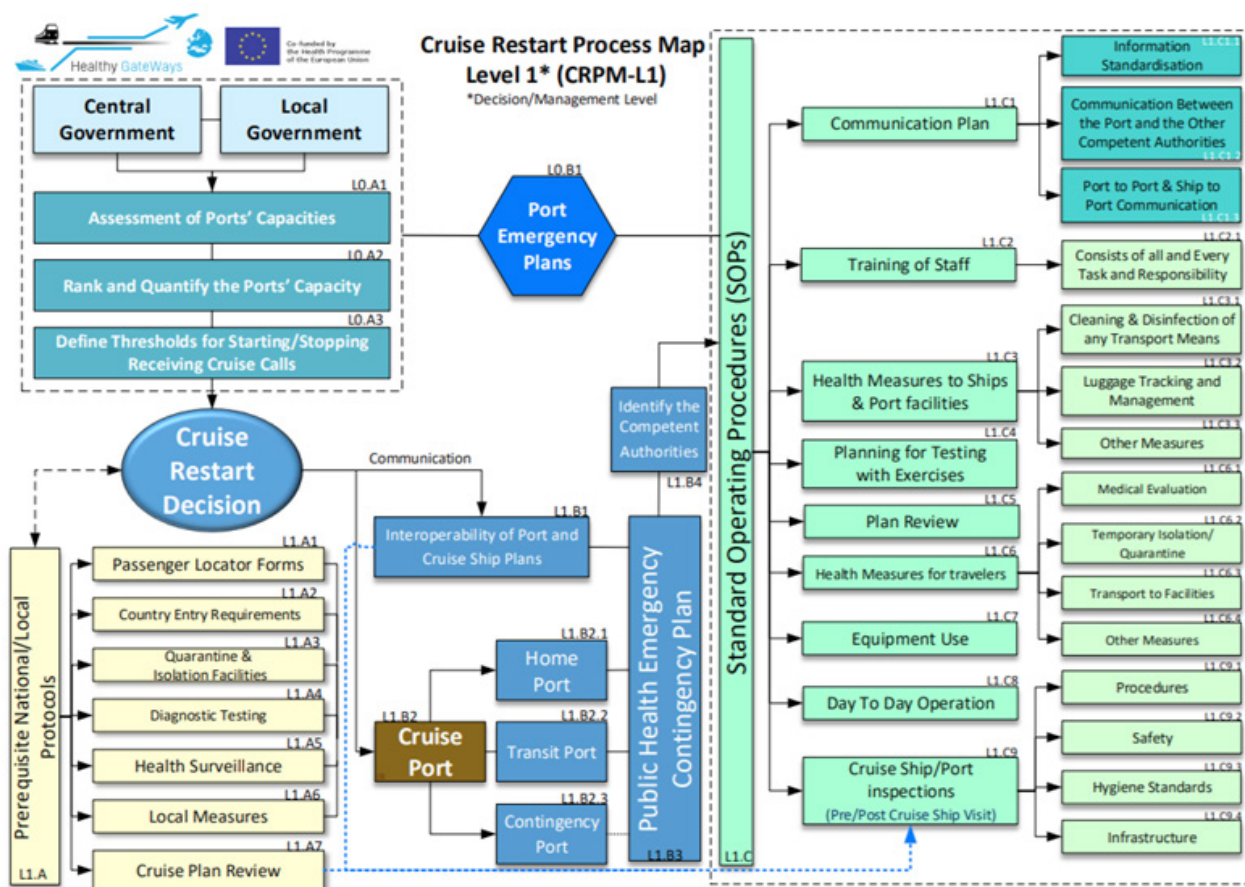 Healthy GateWays
Co-funded by
the Health Programme
of the European Union
Cruise Restart Process Map
Level 1* (CRPM-L1)
*Decision/Management Level
Central
Government
Local
Government
L0.A1
Assessment of Ports' Capacities
L0.A2
Rank and Quantify the Ports' Capacity
L0.A3
Define Thresholds for Starting/Stopping
Receiving Cruise Calls
L0.B1
Port
Emergency
Plans
Cruise
Restart
Decision
Communication
Prerequisite National/Local
Protocols
L1.A
L1.A1
Passenger Locator Forms
L1.A2
Country Entry Requirements
L1.A3
Quarantine &
Isolation Facilities
L1.A4
Diagnostic Testing
L1.A5
Health Surveillance
L1.A6
Local Measures
L1.A7
Cruise Plan Review
L1.B1
Interoperability of Port and
Cruise Ship Plans
L1.B2
Cruise
Port
L1.B2.1
Home
Port
L1.B2.2
Transit Port
L1.B2.3
Contingency
Port
Public Health Emergency
Contingency Plan
L1.B3
Identify the
Competent
Authorities
L1.B4
Standard Operating Procedures (SOPs)
L1.C
L1.C1
Communication Plan
L1.C1.1
Information
Standardisation
Communication Between
the Port and the Other
Competent Authorities
L1.C1.2
Port to Port & Ship to
Port Communication
L1.C1.3
L1.C2
Training of Staff
L1.C2.1
Consists of all and Every
Task and Responsibility
L1.C3
Health Measures to Ships
& Port facilities
L1.C3.1
Cleaning & Disinfection of
any Transport Means
L1.C3.2
Luggage Tracking and
Management
L1.C3.3
Other Measures
L1.C4
Planning for Testing
with Exercises
L1.C5
Plan Review
L1.C6
Health Measures for travelers
L1.C6.1
Medical Evaluation
L1.C6.2
Temporary Isolation/
Quarantine
L1.C6.3
Transport to Facilities
L1.C6.4
Other Measures
L1.C7
Equipment Use
L1.C8
Day To Day Operation
L1.C9
Cruise Ship/Port
inspections
(Pre/Post Cruise Ship Visit)
L1.C9.1
Procedures
L1.C9.2
Safety
L1.C9.3
Hygiene Standards
L1.C9.4
Infrastructure